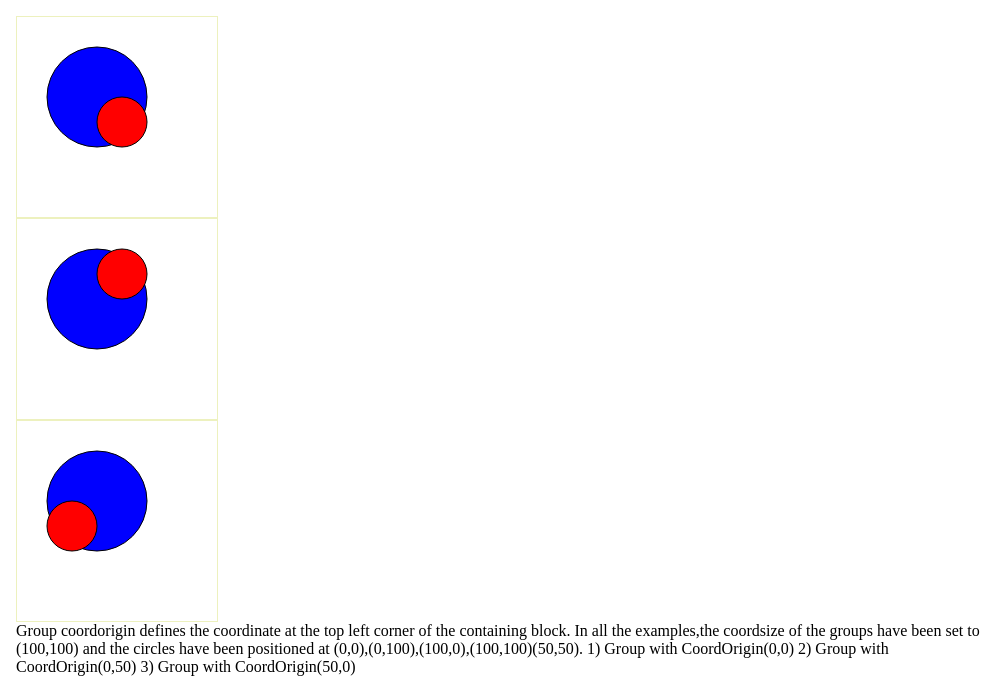 Group coordorigin defines the coordinate at the top left corner of the containing block. In all the examples,the coordsize of the groups have been set to
(100,100) and the circles have been positioned at (0,0),(0,100),(100,0),(100,100)(50,50). 1) Group with CoordOrigin(0,0) 2) Group with
CoordOrigin(0,50) 3) Group with CoordOrigin(50,0)